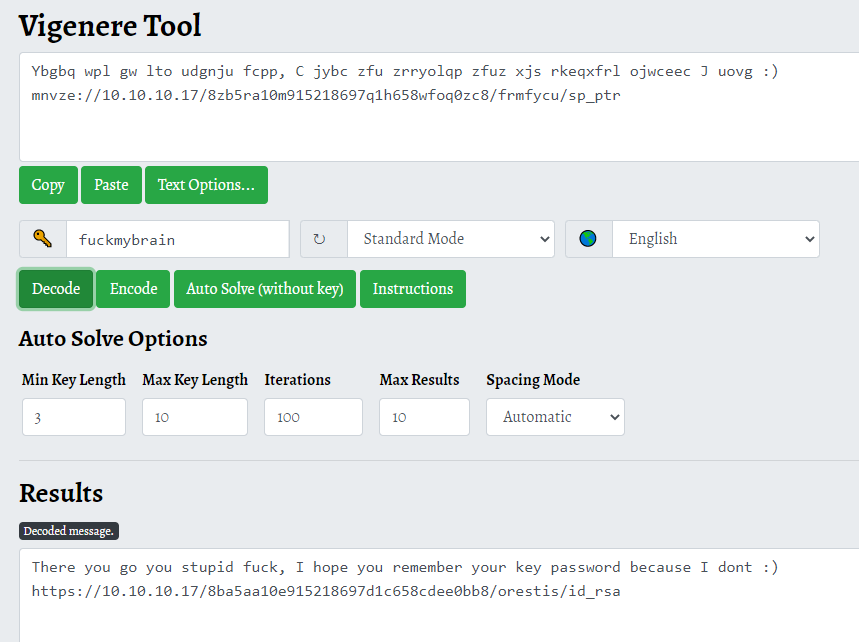 Vigenere Tool
Ybgbq wpl gw lto udgnju fcpp, C jybc zfu zrryolqp zfuz xjs rkeqxfrl ojwceec J uovg :)
mnvze://10.10.10.17/8zb5ra10m915218697q1h658wfoq0zc8/frmfycu/sp_ptr
Copy Paste Text Options...
fuckmybrain Standard Mode English
Decode Encode Auto Solve (without key) Instructions
Auto Solve Options
Min Key Length Max Key Length Iterations Max Results Spacing Mode
3 10 100 10 Automatic
Results
Decoded message.
There you go you stupid fuck, I hope you remember your key password because I dont :)
https://10.10.10.17/8ba5aa10e915218697d1c658cdee0bb8/orestis/id_rsa